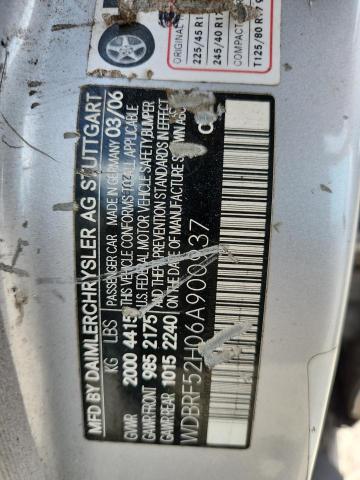 MFD BY DAIMLERCHRYSLER AG STUTTGART
KG LBS PASSENGER CAR MADE IN GERMANY 03/06
GVWR 2000 4415 THIS VEHICLE CONFORMS TO ALL APPLICABLE
GAWR FRONT 985 2175 U.S. FEDERAL MOTOR VEHICLE SAFETY BUMPER
GAWR REAR 1015 2240 AND THEFT PREVENTION STANDARDS IN EFFECT
ON THE DATE OF MANUFACTURE SHOWN ABOVE
WDBRF52H06A900937
ORIGINAL
225/45 R1
245/40 R17
COMPACT
T125/80 R